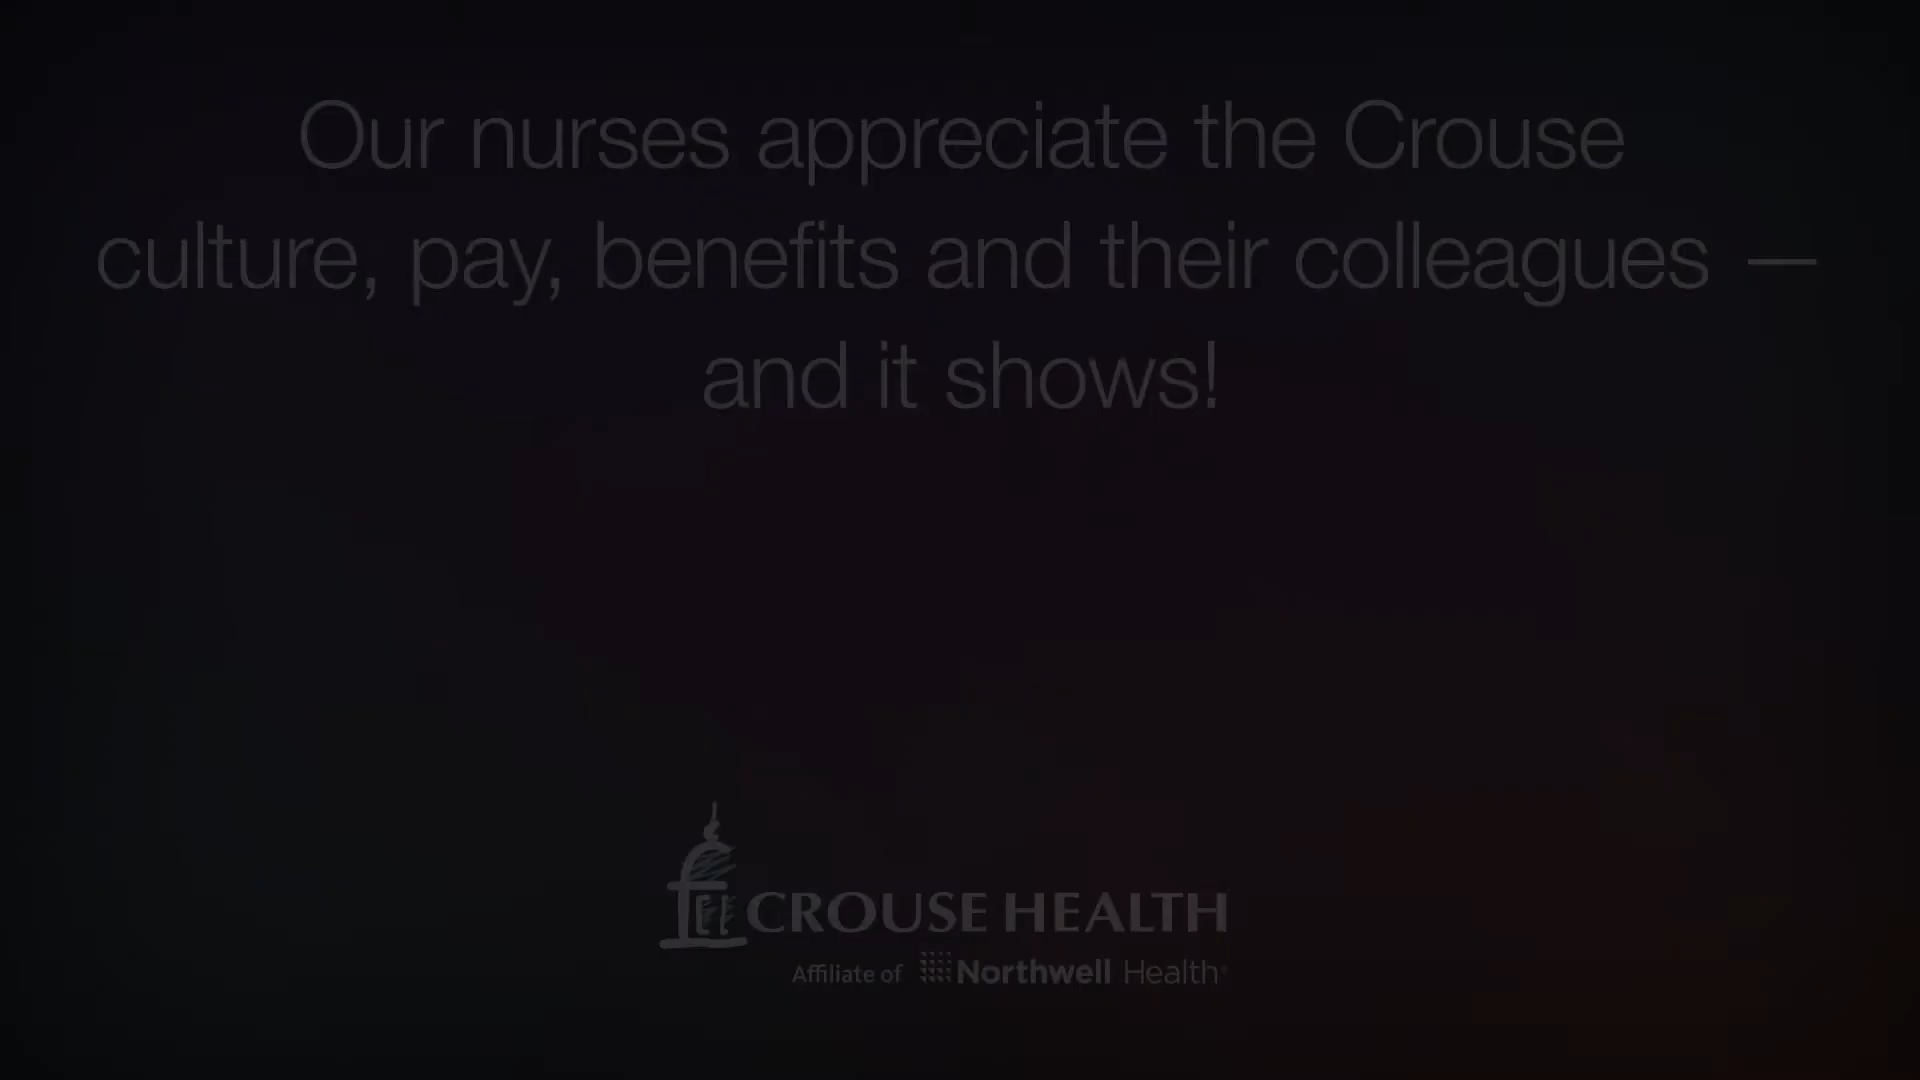 Our nurses appreciate the Crouse
culture, pay, benefits and their colleagues —
and it shows!
CROUSE HEALTH
Affiliate of Northwell Health